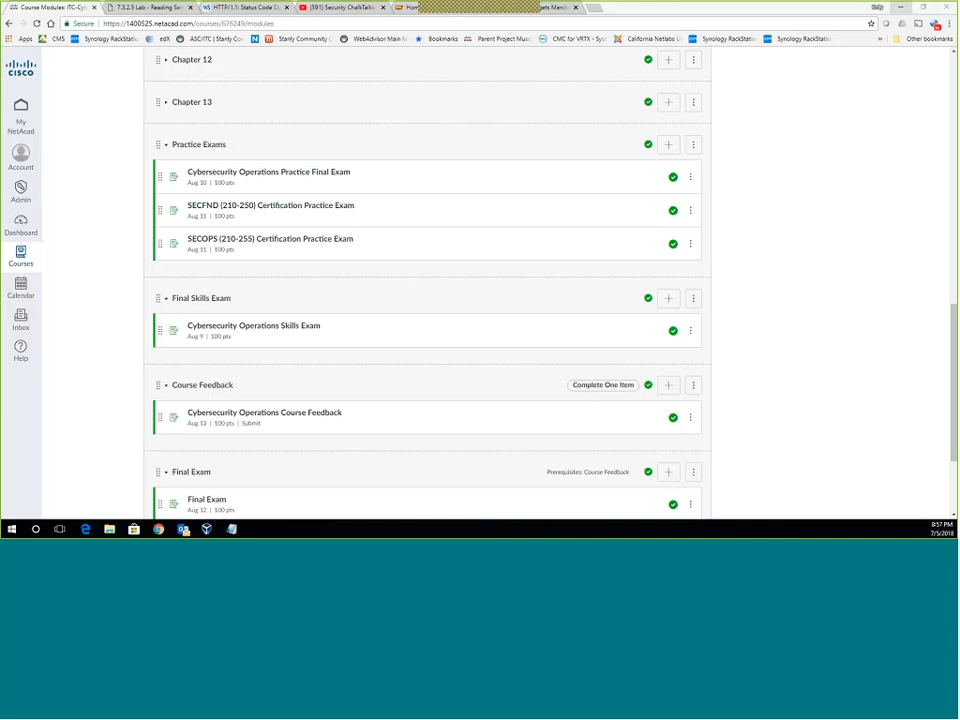 Course Modules: ITC-Cy
7.3.2.5 Lab - Reading Ser
HTTP/1.1: Status Code D
(591) Security ChalkTalks
Secure
https://1400525.netacad.com/courses/676249/modules
Apps
CMS
Synology RackStatio
edX
ASC/ITC | Stanly Co
Stanly Community C
WebAdvisor Main M
Bookmarks
Parent Project Music
CMC for VRTX - Sys
California Netlabs U
Synology RackStatio
Synology RackStatio
»
Other bookmarks
CISCO
My NetAcad
Account
Admin
Dashboard
Courses
Calendar
Inbox
Help
Chapter 12
Chapter 13
Practice Exams
Cybersecurity Operations Practice Final Exam
Aug 10 | 100 pts
SECFND (210-250) Certification Practice Exam
Aug 11 | 100 pts
SECOPS (210-255) Certification Practice Exam
Aug 11 | 100 pts
Final Skills Exam
Cybersecurity Operations Skills Exam
Aug 9 | 100 pts
Course Feedback
Complete One Item
Cybersecurity Operations Course Feedback
Aug 13 | 100 pts | Submit
Final Exam
Prerequisites: Course Feedback
Final Exam
Aug 12 | 100 pts
8:57 PM
7/5/2018